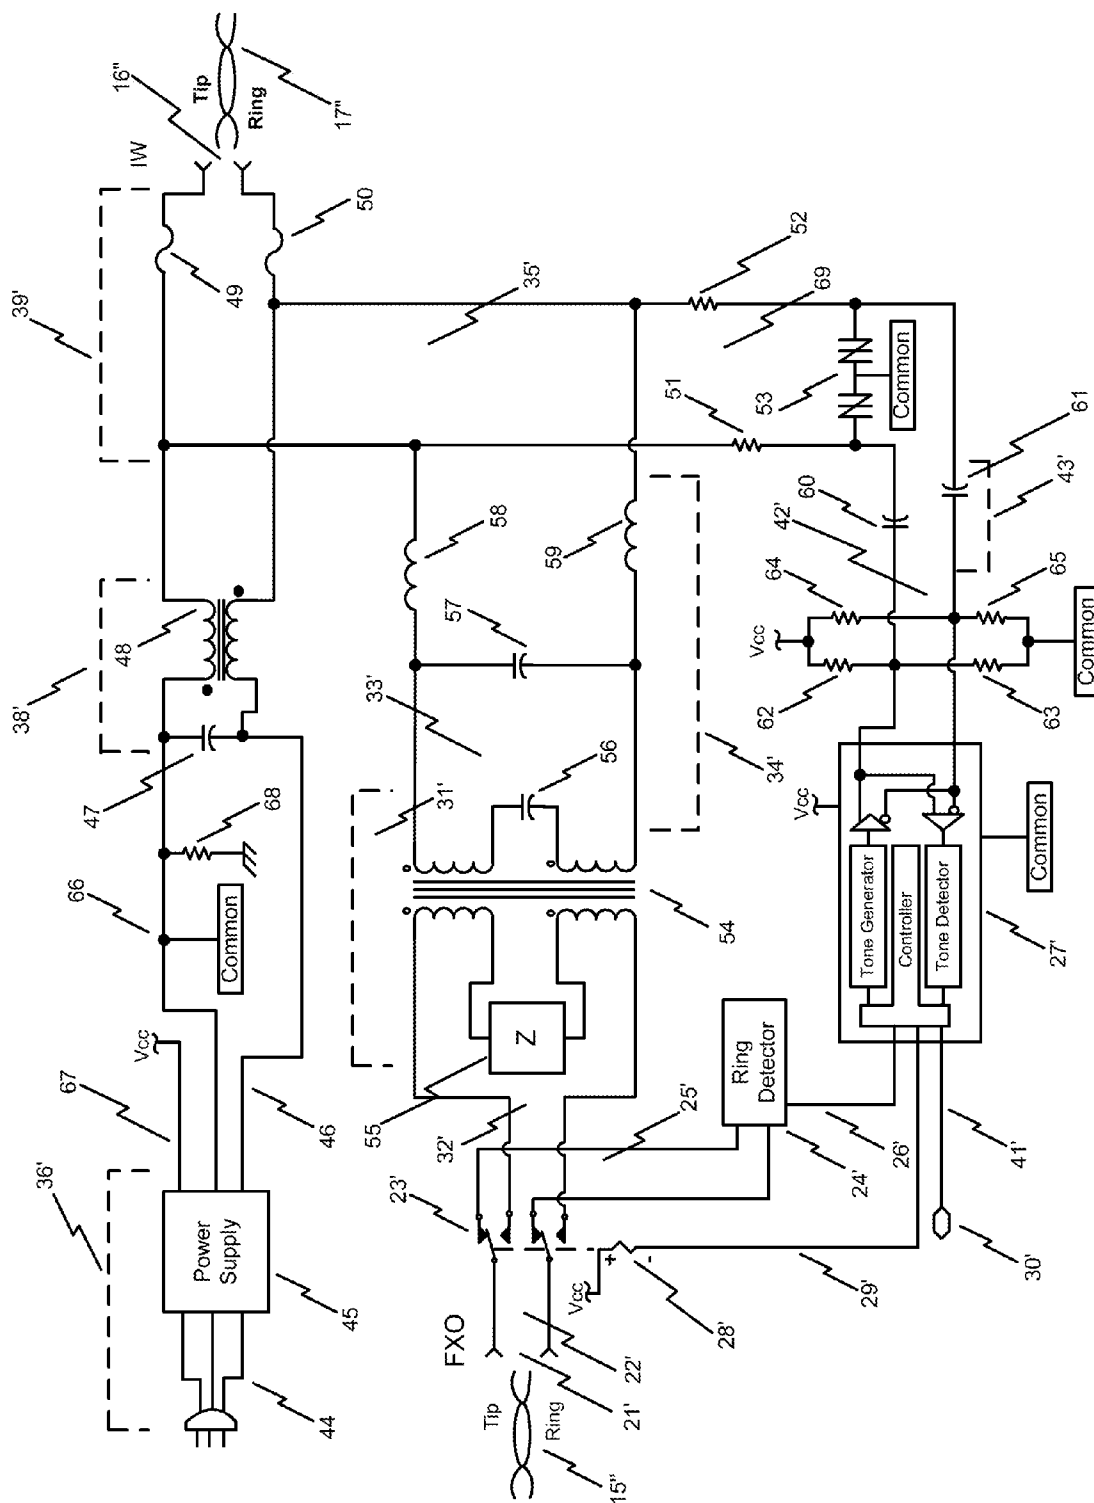 36'
67
Vcc
66
68
47
38'
39'
16"
Tip
Ring
IW
17"
Power
Supply
45
44
46
Common
48
49
50
35'
31'
33'
57
58
59
52
69
51
53
Common
55
Z
56
34'
54
32'
25'
23'
FXO
Vcc
+
-
28'
29'
22'
21'
Tip
Ring
15"
Ring
Detector
24'
26'
41'
30'
Vcc
Tone Generator
Controller
Tone Detector
27'
Common
62
Vcc
64
42'
60
61
43'
65
63
Common